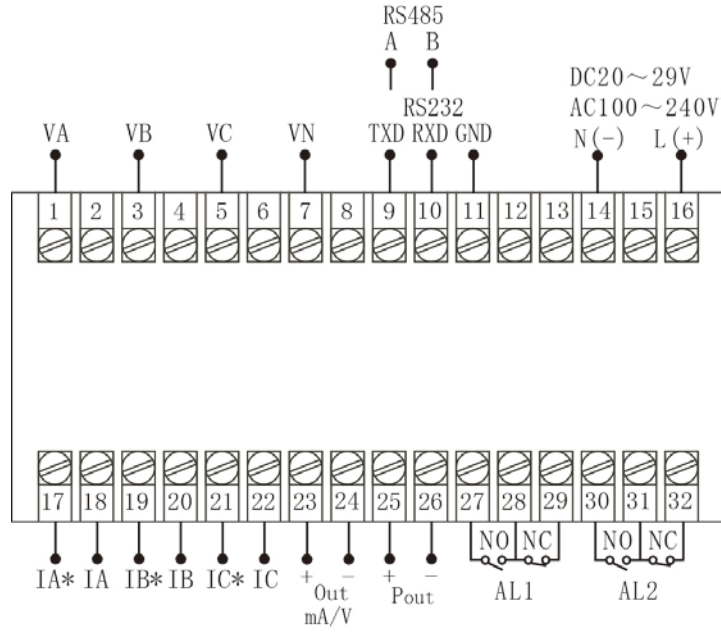 RS485
A B
DC20～29V
RS232 AC100～240V
VA VB VC VN TXD RXD GND N(-) L(+)
1 2 3 4 5 6 7 8 9 10 11 12 13 14 15 16
17 18 19 20 21 22 23 24 25 26 27 28 29 30 31 32
NO NC NO NC
IA* IA IB* IB IC* IC + - + -
Out Pout AL1 AL2
mA/V